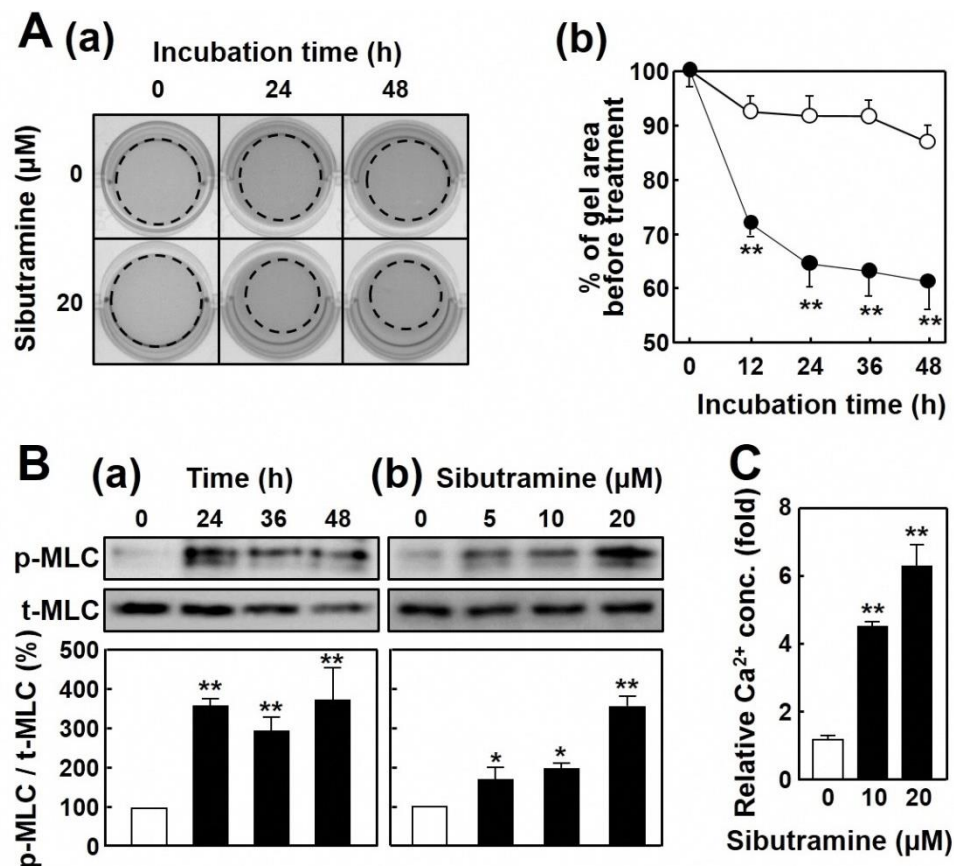 A (a)
Incubation time (h)
0 24 48
Sibutramine (µM)
0
20
(b)
% of gel area
before treatment
100
90
80
70
60
50
**
**
**
**
0 12 24 36 48
Incubation time (h)
B (a) Time (h)
0 24 36 48
(b) Sibutramine (µM)
0 5 10 20
p-MLC
t-MLC
p-MLC / t-MLC (%)
500
400
300
200
100
0
**
**
**
*
*
**
C
Relative Ca²⁺ conc. (fold)
8
6
4
2
0
**
**
0 10 20
Sibutramine (µM)